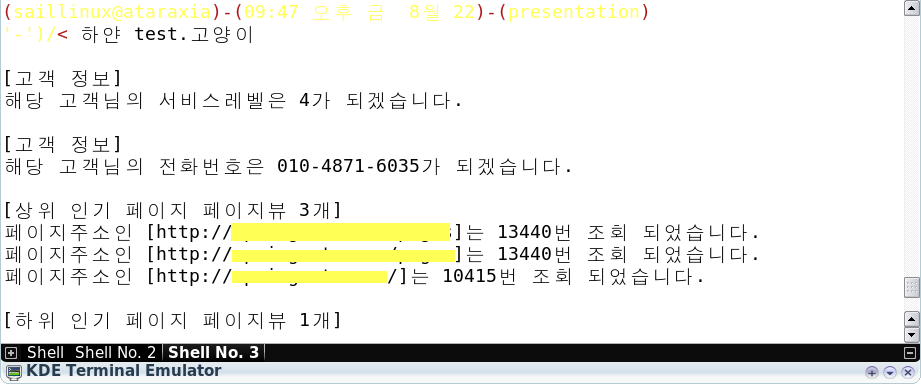 (saillinux@ataraxia)-(09:47 오후 금 8월 22)-(presentation)
'-')/< 하얀 test.고양이
[고객 정보]
해당 고객님의 서비스레벨은 4가 되겠습니다.
[고객 정보]
해당 고객님의 전화번호은 010-4871-6035가 되겠습니다.
[상위 인기 페이지 페이지뷰 3개]
페이지주소인 [http:// ]는 13440번 조회 되었습니다.
페이지주소인 [http:// ]는 13440번 조회 되었습니다.
페이지주소인 [http:// /]는 10415번 조회 되었습니다.
[하위 인기 페이지 페이지뷰 1개]
Shell Shell No. 2 Shell No. 3
KDE Terminal Emulator